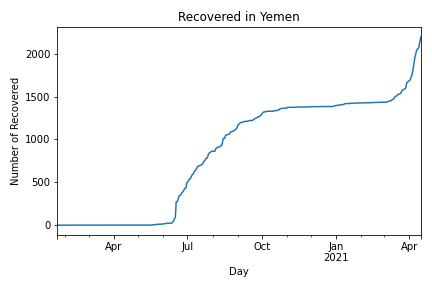 Recovered in Yemen
Number of Recovered
2000
1500
1000
500
0
Apr
Jul
Oct
Jan
2021
Apr
Day